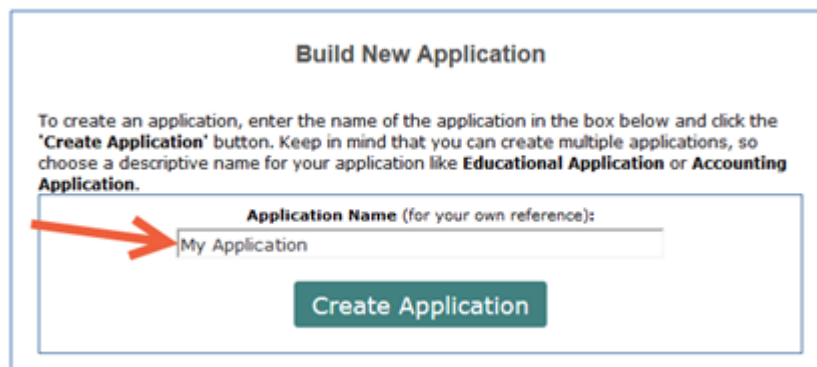 Build New Application
To create an application, enter the name of the application in the box below and click the
'Create Application' button. Keep in mind that you can create multiple applications, so
choose a descriptive name for your application like Educational Application or Accounting
Application.
Application Name (for your own reference):
My Application
Create Application